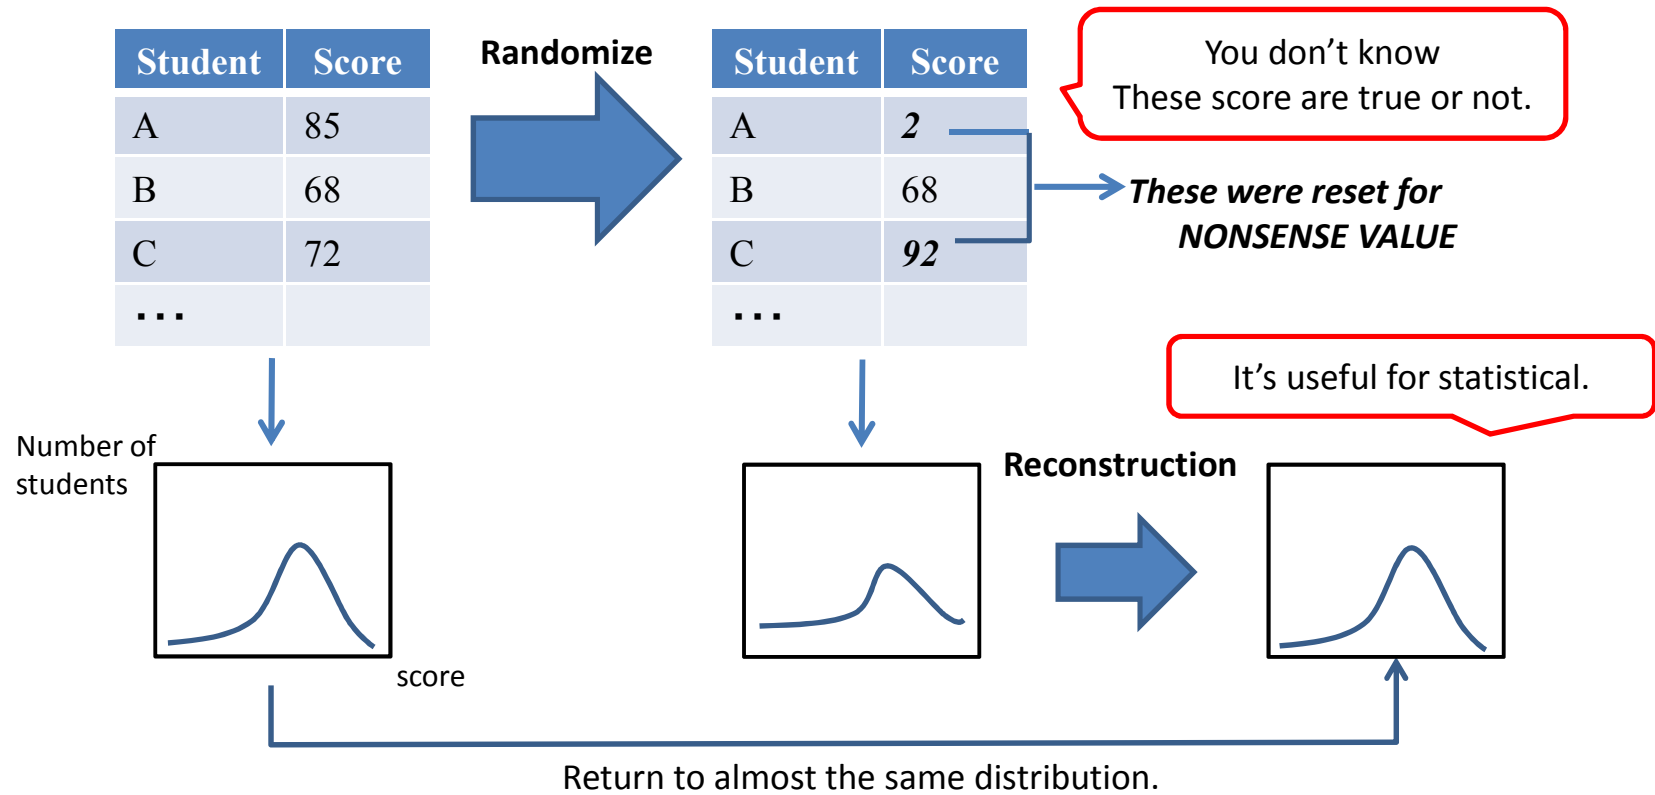 Student Score
A 85
B 68
C 72
...
Randomize
Student Score
A 2
B 68
C 92
...
You don’t know
These score are true or not.
These were reset for
NONSENSE VALUE
It’s useful for statistical.
Number of
students
score
Reconstruction
Return to almost the same distribution.